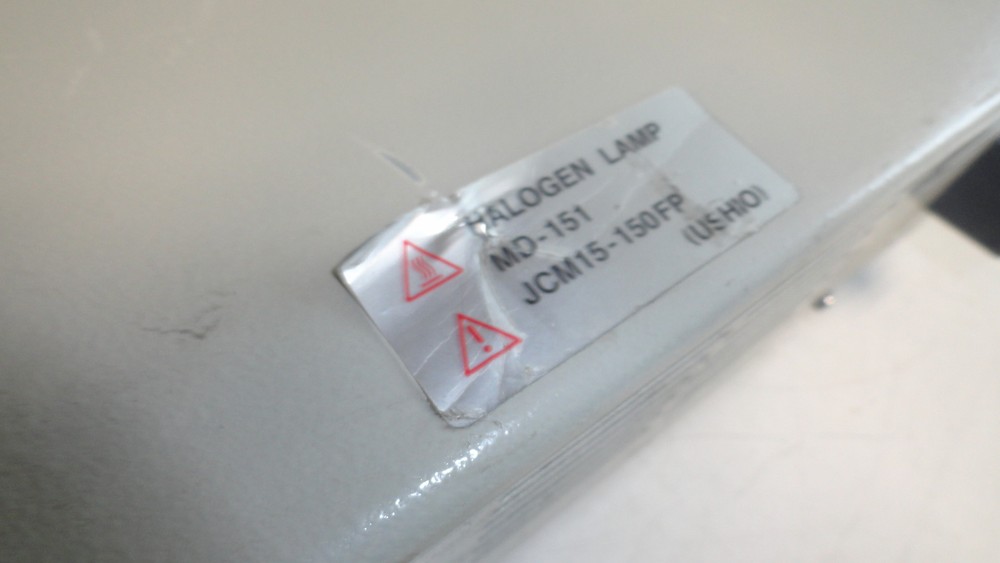 HALOGEN LAMP
MD-151
JCM15-150FP
(USHIO)